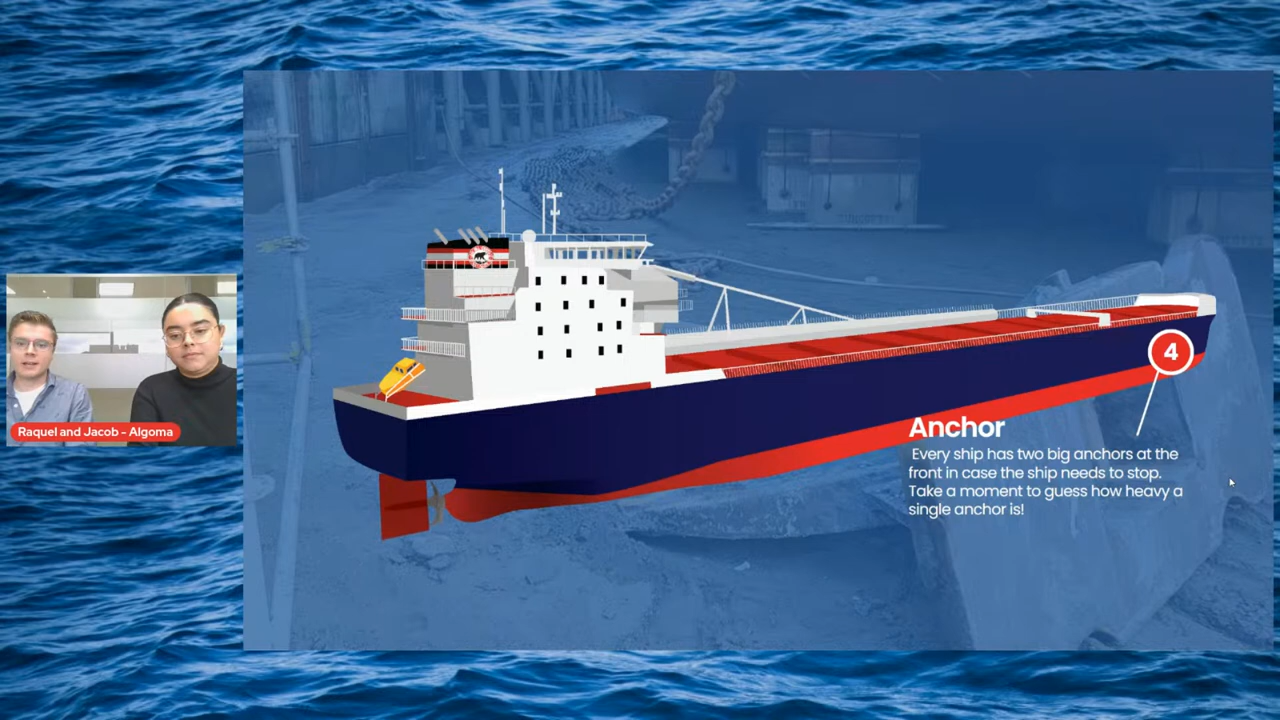 4
Anchor
Every ship has two big anchors at the
front in case the ship needs to stop.
Take a moment to guess how heavy a
single anchor is!
Raquel and Jacob - Algoma